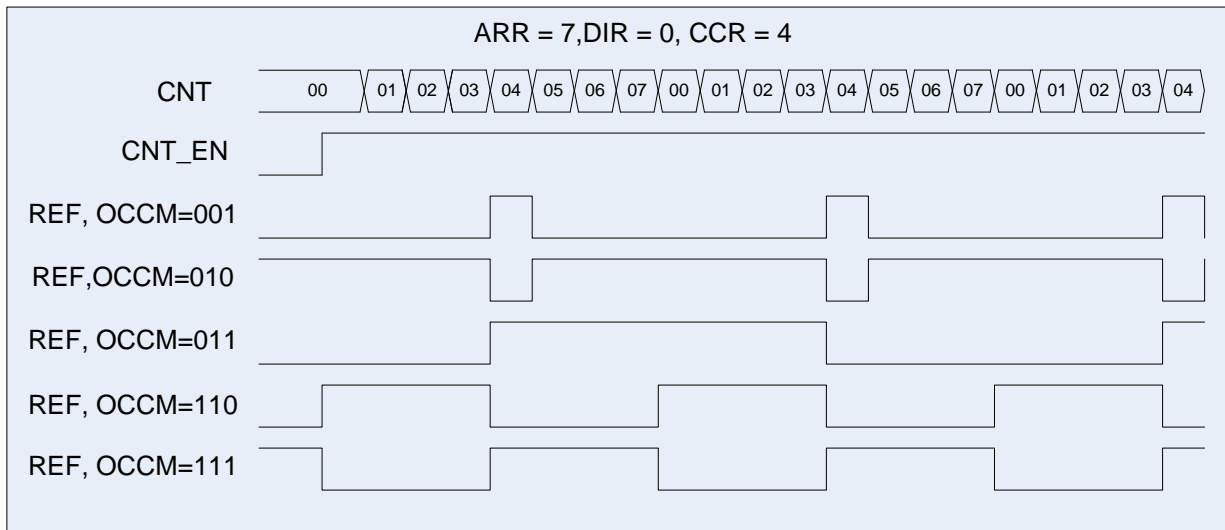 ARR = 7,DIR = 0, CCR = 4
CNT 00 01 02 03 04 05 06 07 00 01 02 03 04 05 06 07 00 01 02 03 04
CNT_EN
REF, OCCM=001
REF,OCCM=010
REF, OCCM=011
REF, OCCM=110
REF, OCCM=111